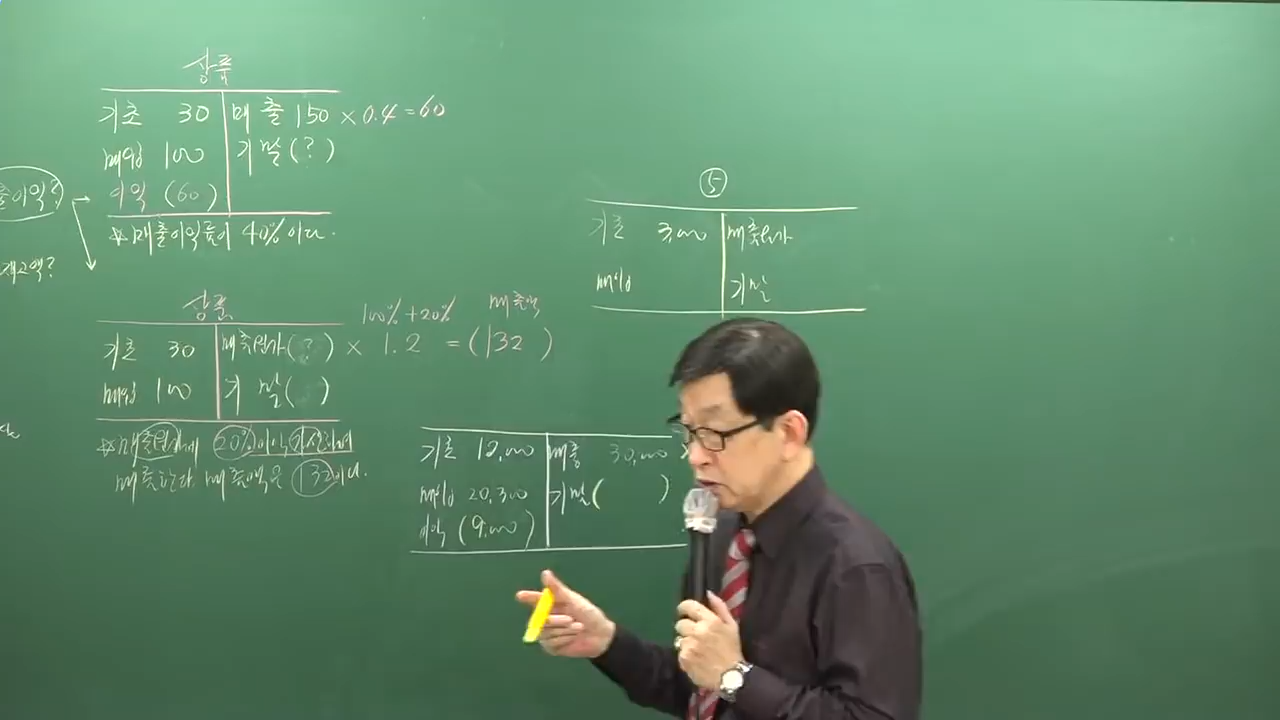 상품
기초 30 매출 150 × 0.4 = 60
매입 100 기말 (?)
이익 (60)
출이익?
※ 매출이익률이 40%이다.
재고액?
상품
100% + 20% 매출액
기초 30 매출원가 (?) × 1.2 = (132)
매입 100 기말 ( )
※ 매출원가에 20% 이익 가산하여
매출한다 매출액은 132이다.
⑤
기초 3,000 매출원가
매입 기말
기초 12,000 매출 30,000
매입 20,300 기말 ( )
이익 (9,000)